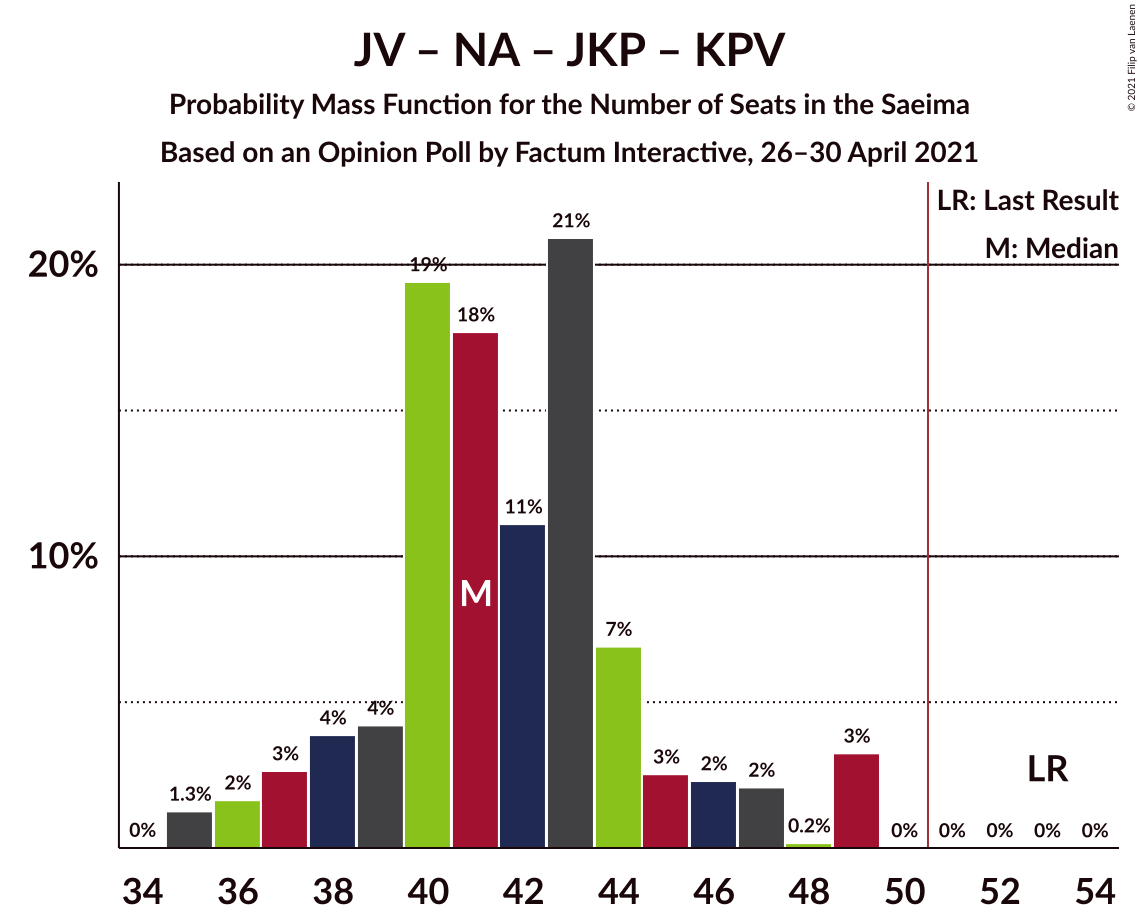 JV – NA – JKP – KPV
Probability Mass Function for the Number of Seats in the Saeima
Based on an Opinion Poll by Factum Interactive, 26–30 April 2021
© 2021 Filip van Laenen
LR: Last Result
M: Median
20%
10%
0%
1.3%
2%
3%
4%
4%
19%
18%
11%
21%
7%
3%
2%
2%
0.2%
3%
0%
0%
0%
0%
0%
M
LR
34 36 38 40 42 44 46 48 50 52 54